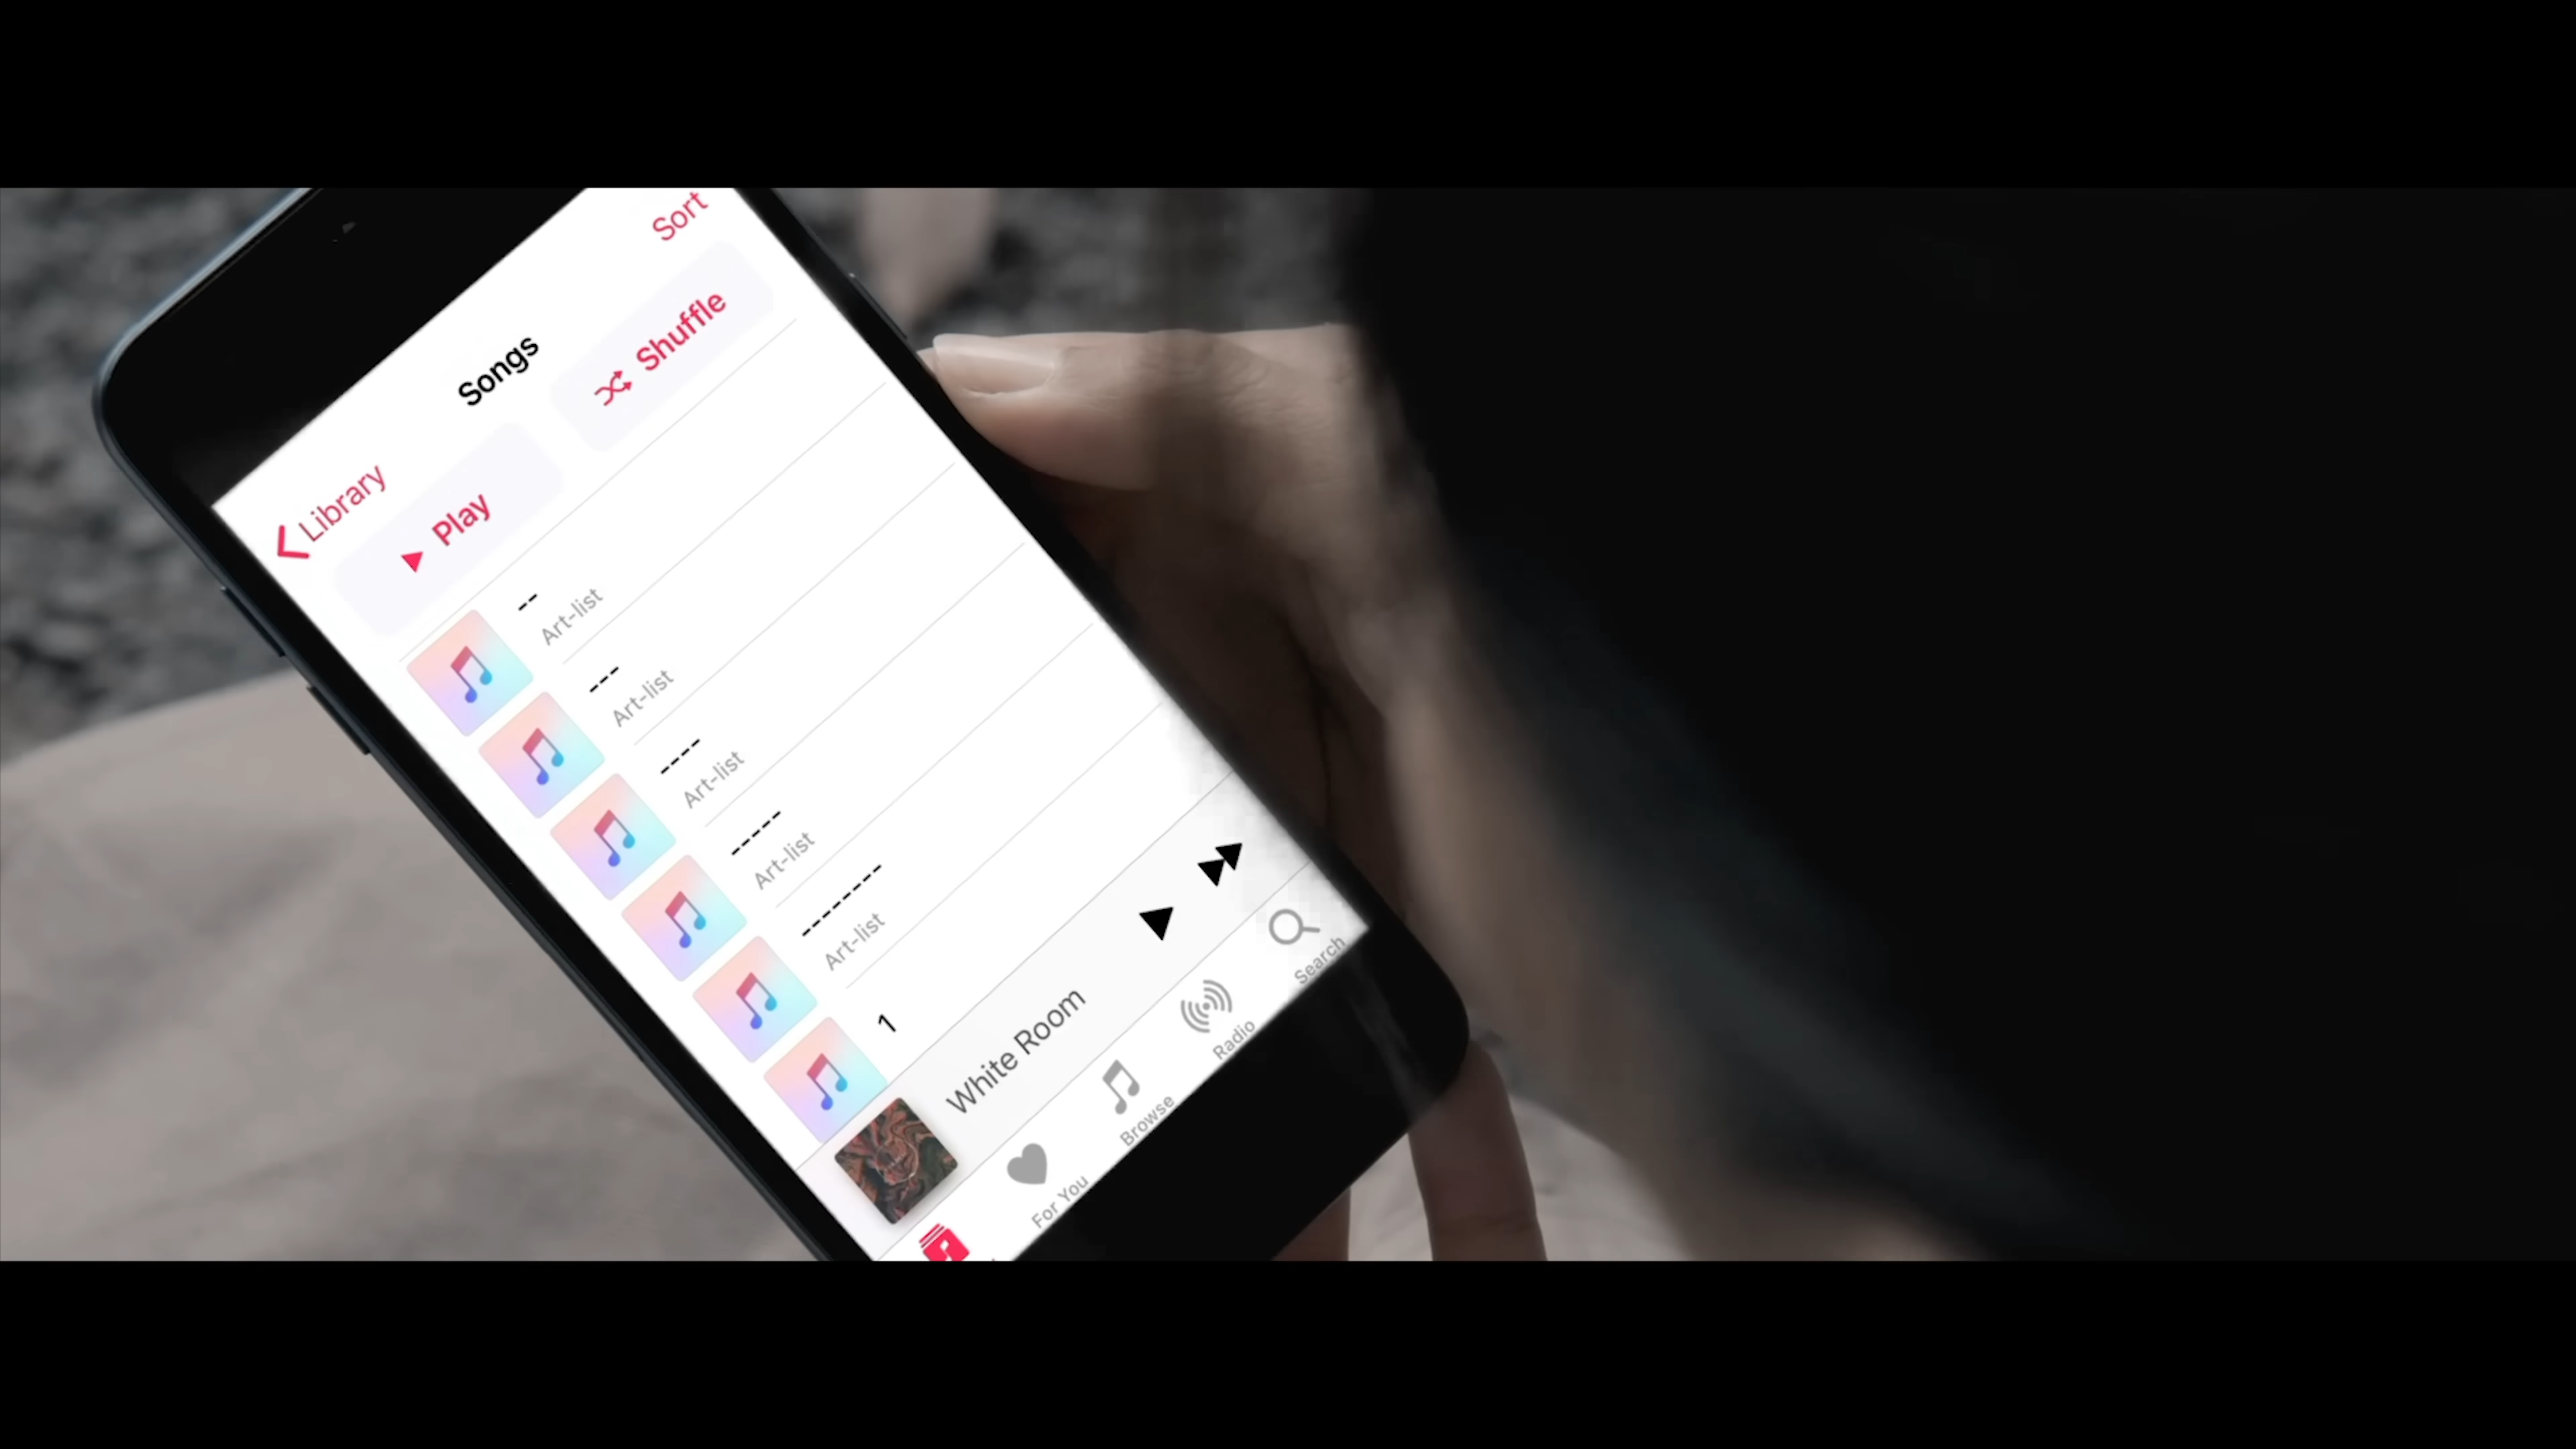 Sort
Library
Songs
Play
Shuffle
--
Art-list
---
Art-list
----
Art-list
-----
Art-list
--------
Art-list
1
White Room
For You
Browse
Radio
Search